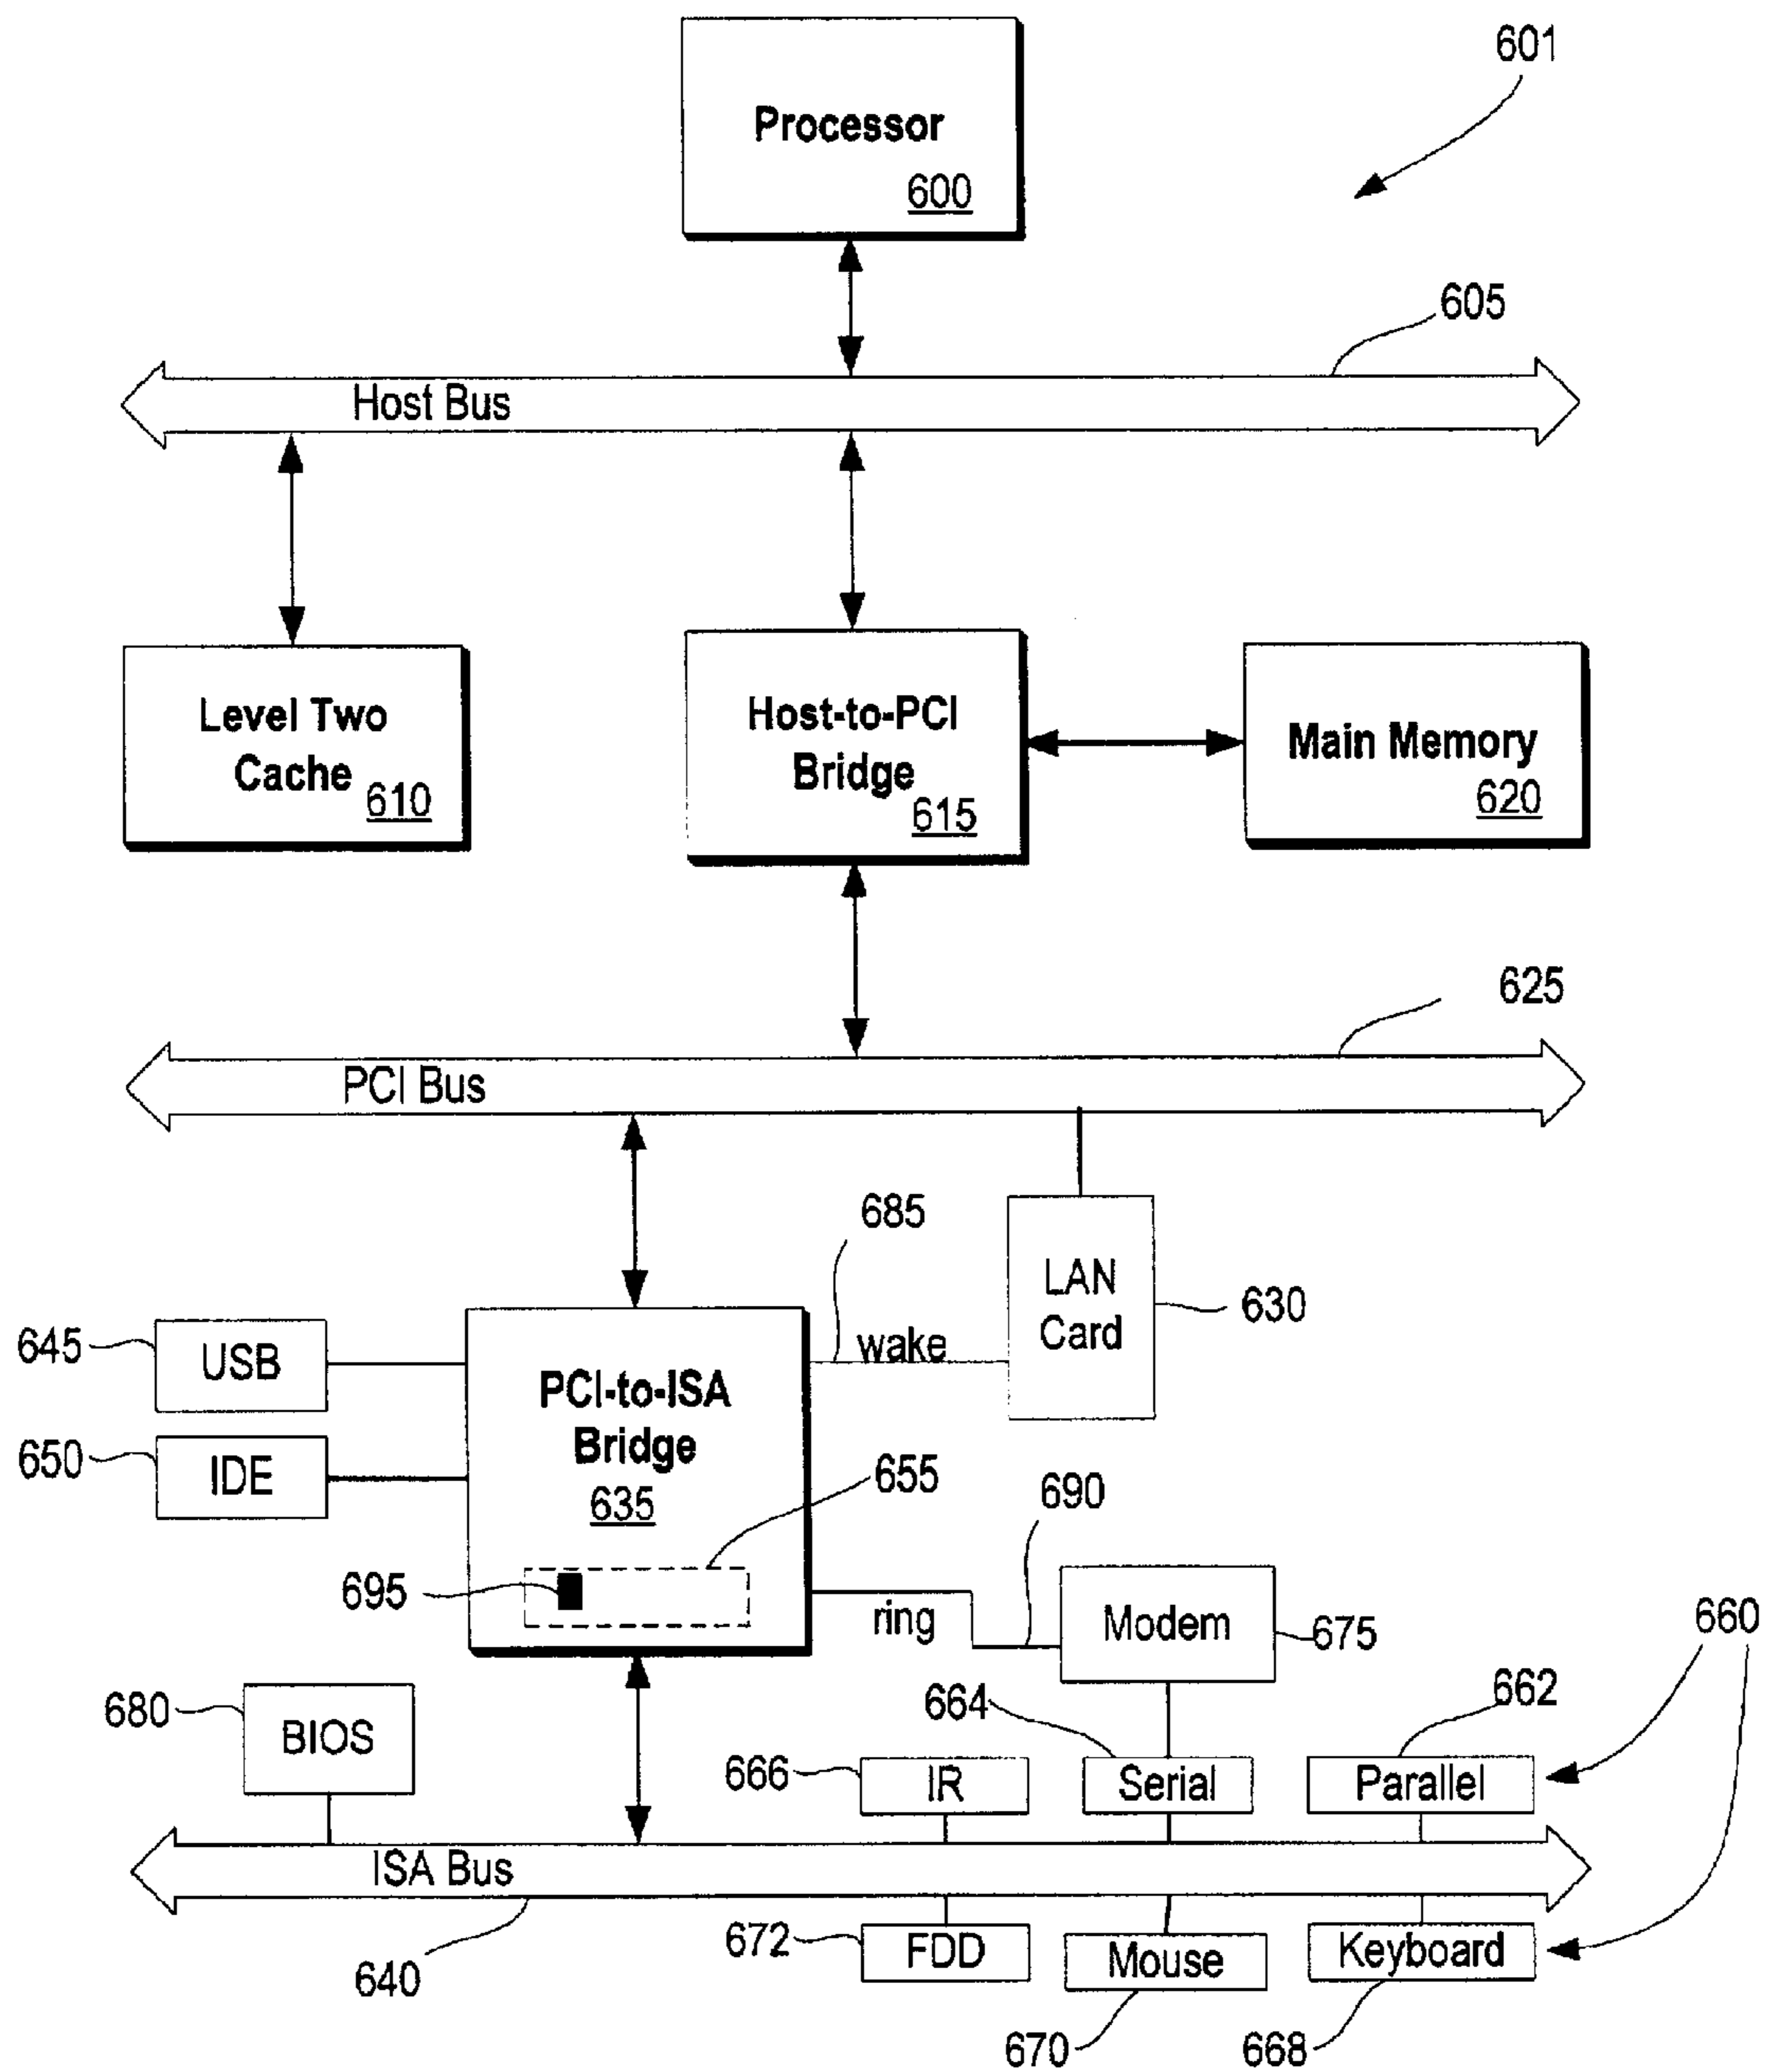 601
Processor
600
605
Host Bus
Level Two
Cache
610
Host-to-PCI
Bridge
615
Main Memory
620
625
PCI Bus
685
LAN
Card
630
wake
645
USB
650
IDE
PCI-to-ISA
Bridge
635
655
695
690
ring
Modem
675
660
680
BIOS
664
662
666
IR
Serial
Parallel
ISA Bus
640
672
FDD
Mouse
Keyboard
670
668